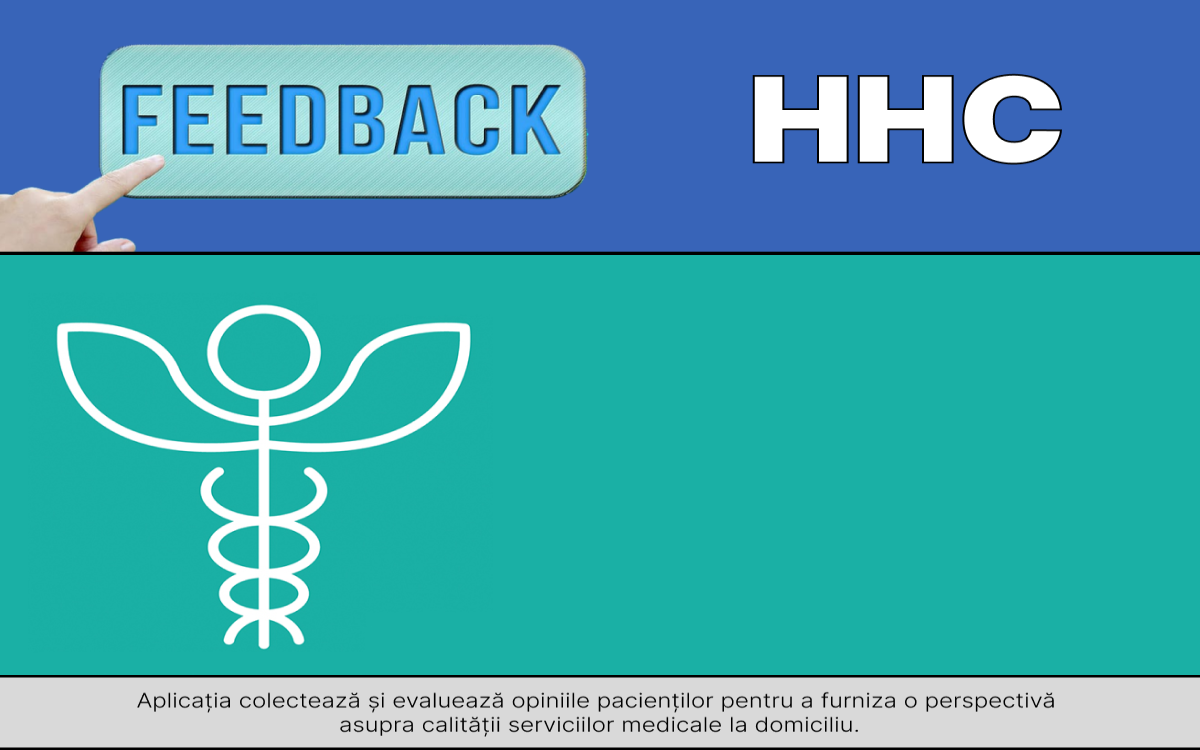 FEEDBACK
HHC
Aplicația colectează și evaluează opiniile pacienților pentru a furniza o perspectivă
asupra calității serviciilor medicale la domiciliu.